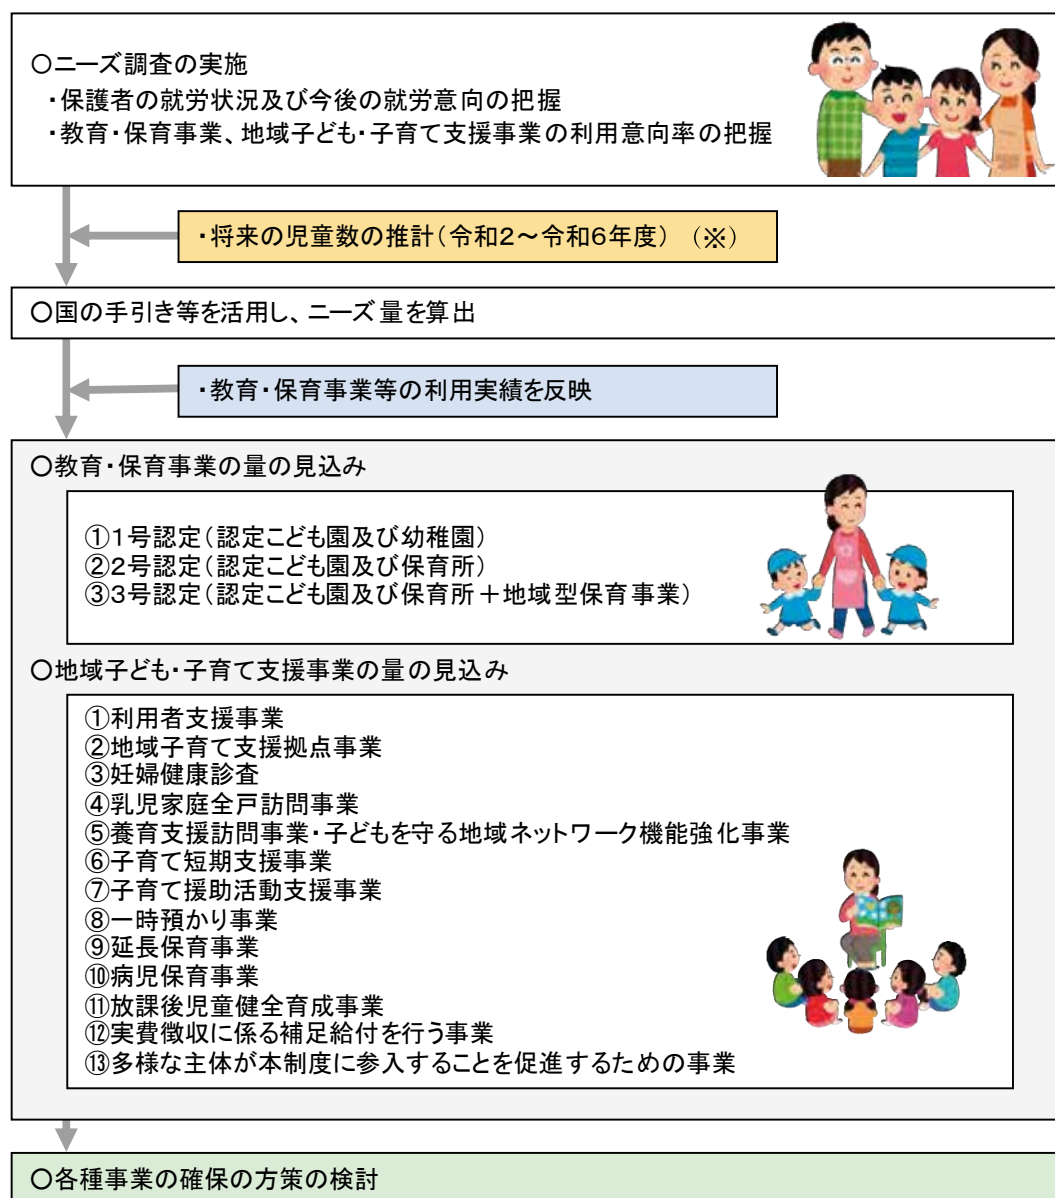 〇ニーズ調査の実施
・保護者の就労状況及び今後の就労意向の把握
・教育・保育事業、地域子ども・子育て支援事業の利用意向率の把握
・将来の児童数の推計（令和２～令和６年度）（※）
〇国の手引き等を活用し、ニーズ量を算出
・教育・保育事業等の利用実績を反映
〇教育・保育事業の量の見込み
①１号認定（認定こども園及び幼稚園）
②２号認定（認定こども園及び保育所）
③３号認定（認定こども園及び保育所＋地域型保育事業）
〇地域子ども・子育て支援事業の量の見込み
①利用者支援事業
②地域子育て支援拠点事業
③妊婦健康診査
④乳児家庭全戸訪問事業
⑤養育支援訪問事業・子どもを守る地域ネットワーク機能強化事業
⑥子育て短期支援事業
⑦子育て援助活動支援事業
⑧一時預かり事業
⑨延長保育事業
⑩病児保育事業
⑪放課後児童健全育成事業
⑫実費徴収に係る補足給付を行う事業
⑬多様な主体が本制度に参入することを促進するための事業
〇各種事業の確保の方策の検討